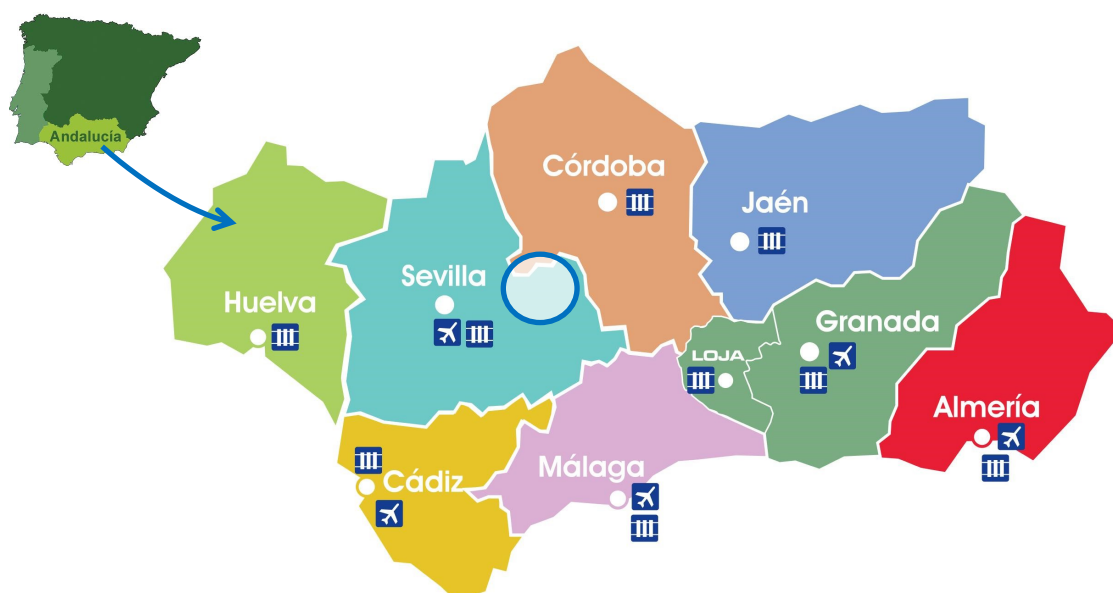 Andalucía
Córdoba
Jaén
Sevilla
Huelva
Granada
LOJA
Almería
Málaga
Cádiz